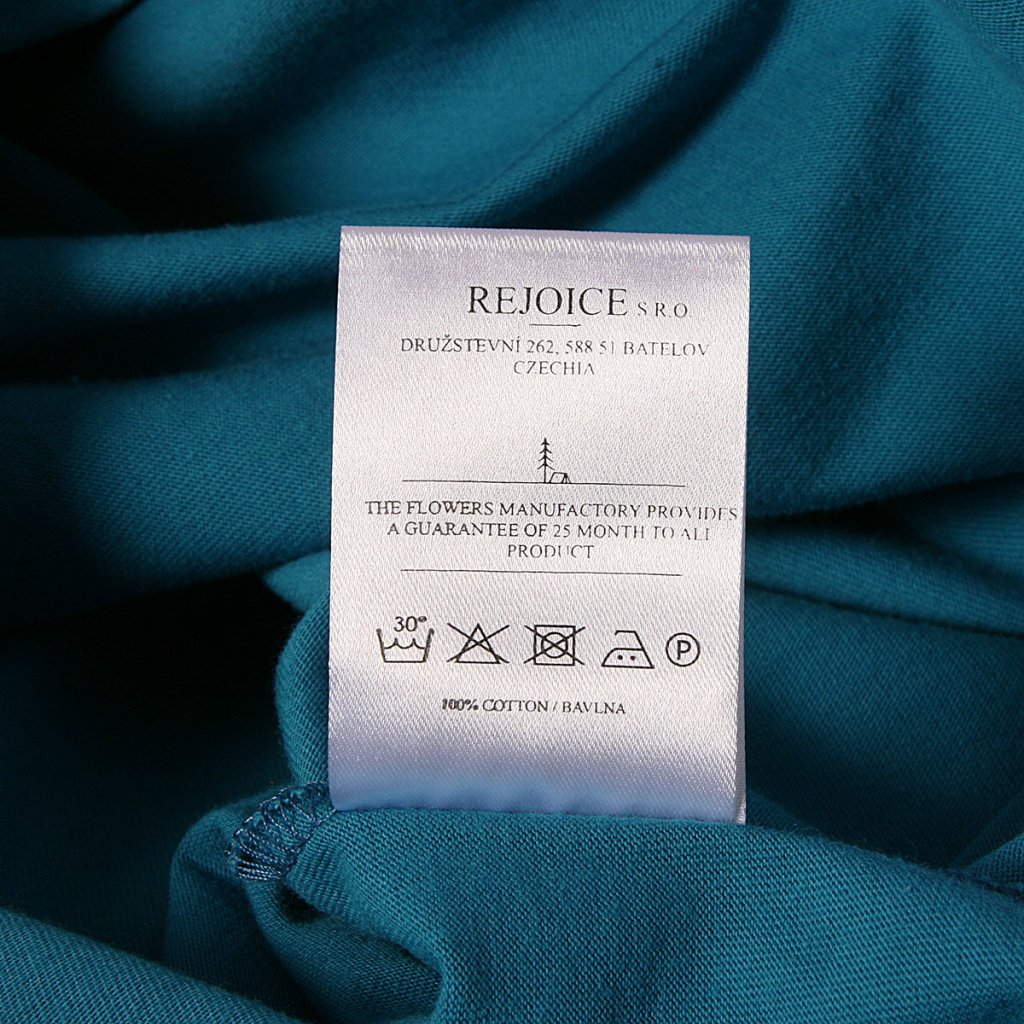 REJOICE S.R.O
DRUŽSTEVNÍ 262, 588 51 BATELOV
CZECHIA
THE FLOWERS MANUFACTORY PROVIDES
A GUARANTEE OF 25 MONTH TO ALL
PRODUCT
30°
P
100% COTTON / BAVLNA